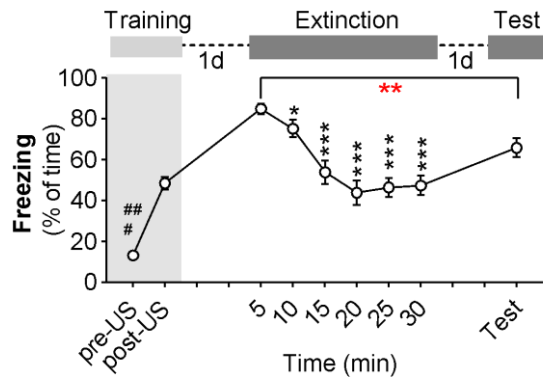 Training Extinction Test
1d 1d
Freezing
(% of time)
100
80
60
40
20
0
**
*
***
***
***
***
##
#
pre-US post-US 5 10 15 20 25 30 Test
Time (min)